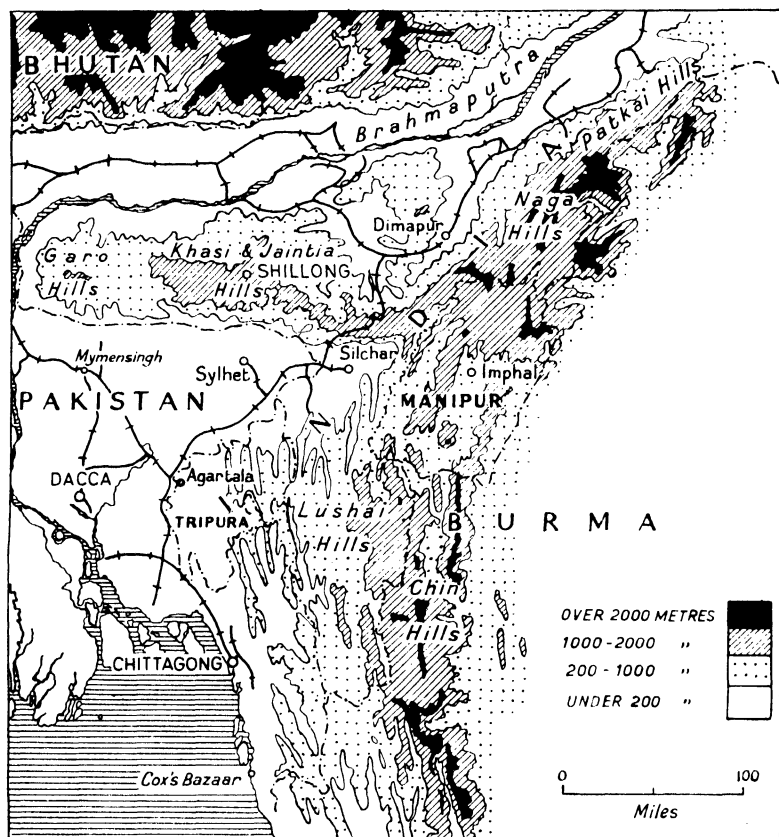 BHUTAN
Brahmaputra
Patkai Hills
Naga
Hills
Dimapur
Garo
Hills
Khasi & Jaintia
SHILLONG
Hills
INDIA
Mymensingh
Sylhet
Silchar
Imphal
MANIPUR
PAKISTAN
DACCA
Agartala
TRIPURA
Lushai
Hills
BURMA
Chin
Hills
CHITTAGONG
Cox's Bazaar
OVER 2000 METRES
1000-2000 "
200-1000 "
UNDER 200 "
0 100
Miles